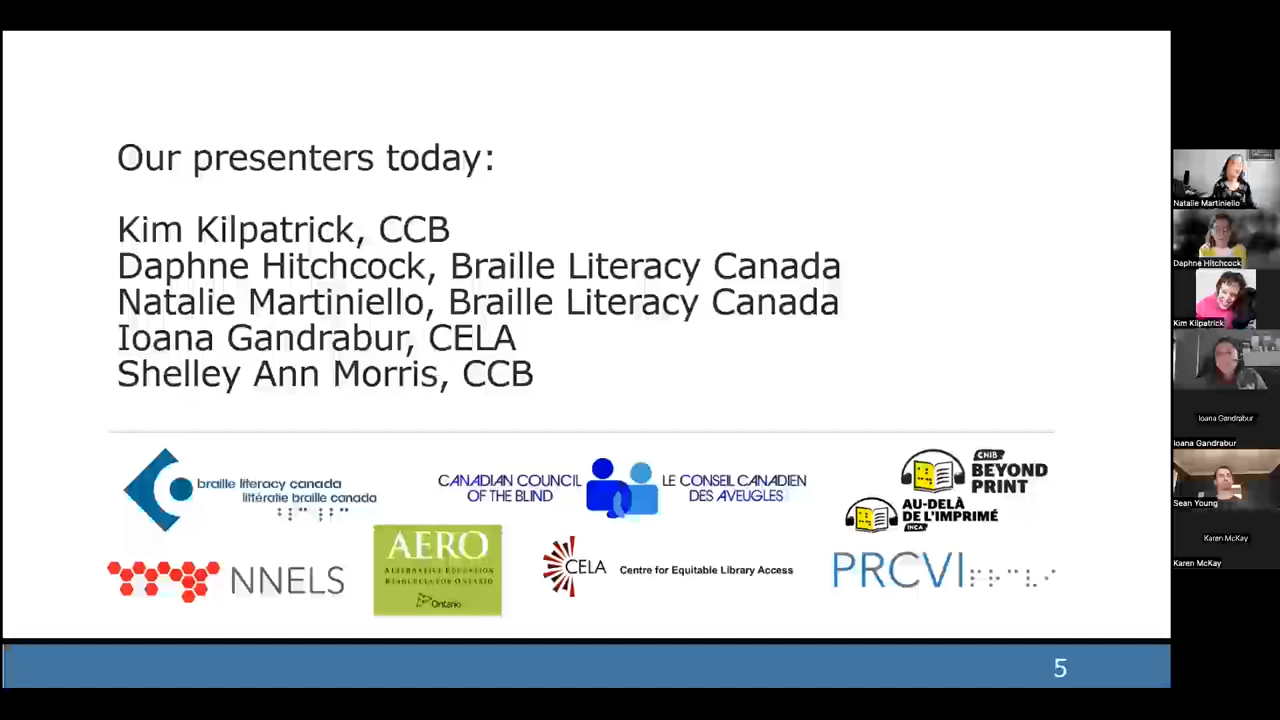 Our presenters today:
Kim Kilpatrick, CCB
Daphne Hitchcock, Braille Literacy Canada
Natalie Martiniello, Braille Literacy Canada
Ioana Gandrabur, CELA
Shelley Ann Morris, CCB
braille literacy canada
littératie braille canada
CANADIAN COUNCIL
OF THE BLIND
LE CONSEIL CANADIEN
DES AVEUGLES
CNIB
BEYOND
PRINT
AU-DELÀ
DE L'IMPRIMÉ
INCA
NNELS
AERO
ALTERNATIVE EDUCATION
RESOURCES FOR ONTARIO
Ontario
CELA
Centre for Equitable Library Access
PRCVI
5
Natalie Martiniello
Daphne Hitchcock
Kim Kilpatrick
Ioana Gandrabur
Ioana Gandrabur
Sean Young
Karen McKay
Karen McKay